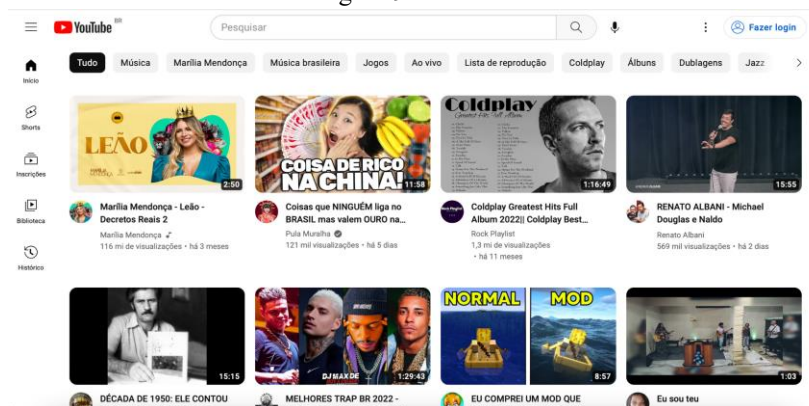 YouTube BR
Pesquisar
Fazer login
Tudo Música Marília Mendonça Música brasileira Jogos Ao vivo Lista de reprodução Coldplay Álbuns Dublagens Jazz
Início
Shorts
Inscrições
Biblioteca
Histórico
LEÃO
2:50
Marília Mendonça - Leão -
Decretos Reais 2
Marília Mendonça
116 mi de visualizações • há 3 meses
COISA DE RICO
NA CHINA!
11:58
Coisas que NINGUÉM liga no
BRASIL mas valem OURO na...
Pula Muralha
121 mil visualizações • há 5 dias
Coldplay
Greatest Hits Full Album
1:16:49
Coldplay Greatest Hits Full
Album 2022|| Coldplay Best...
Rock Playlist
1,3 mi de visualizações
• há 11 meses
15:55
RENATO ALBANI - Michael
Douglas e Naldo
Renato Albani
569 mil visualizações • há 2 dias
15:15
DÉCADA DE 1950: ELE CONTOU
DJ MAX DE
1:29:43
MELHORES TRAP BR 2022 -
NORMAL MOD
8:57
EU COMPREI UM MOD QUE
1:03
Eu sou teu